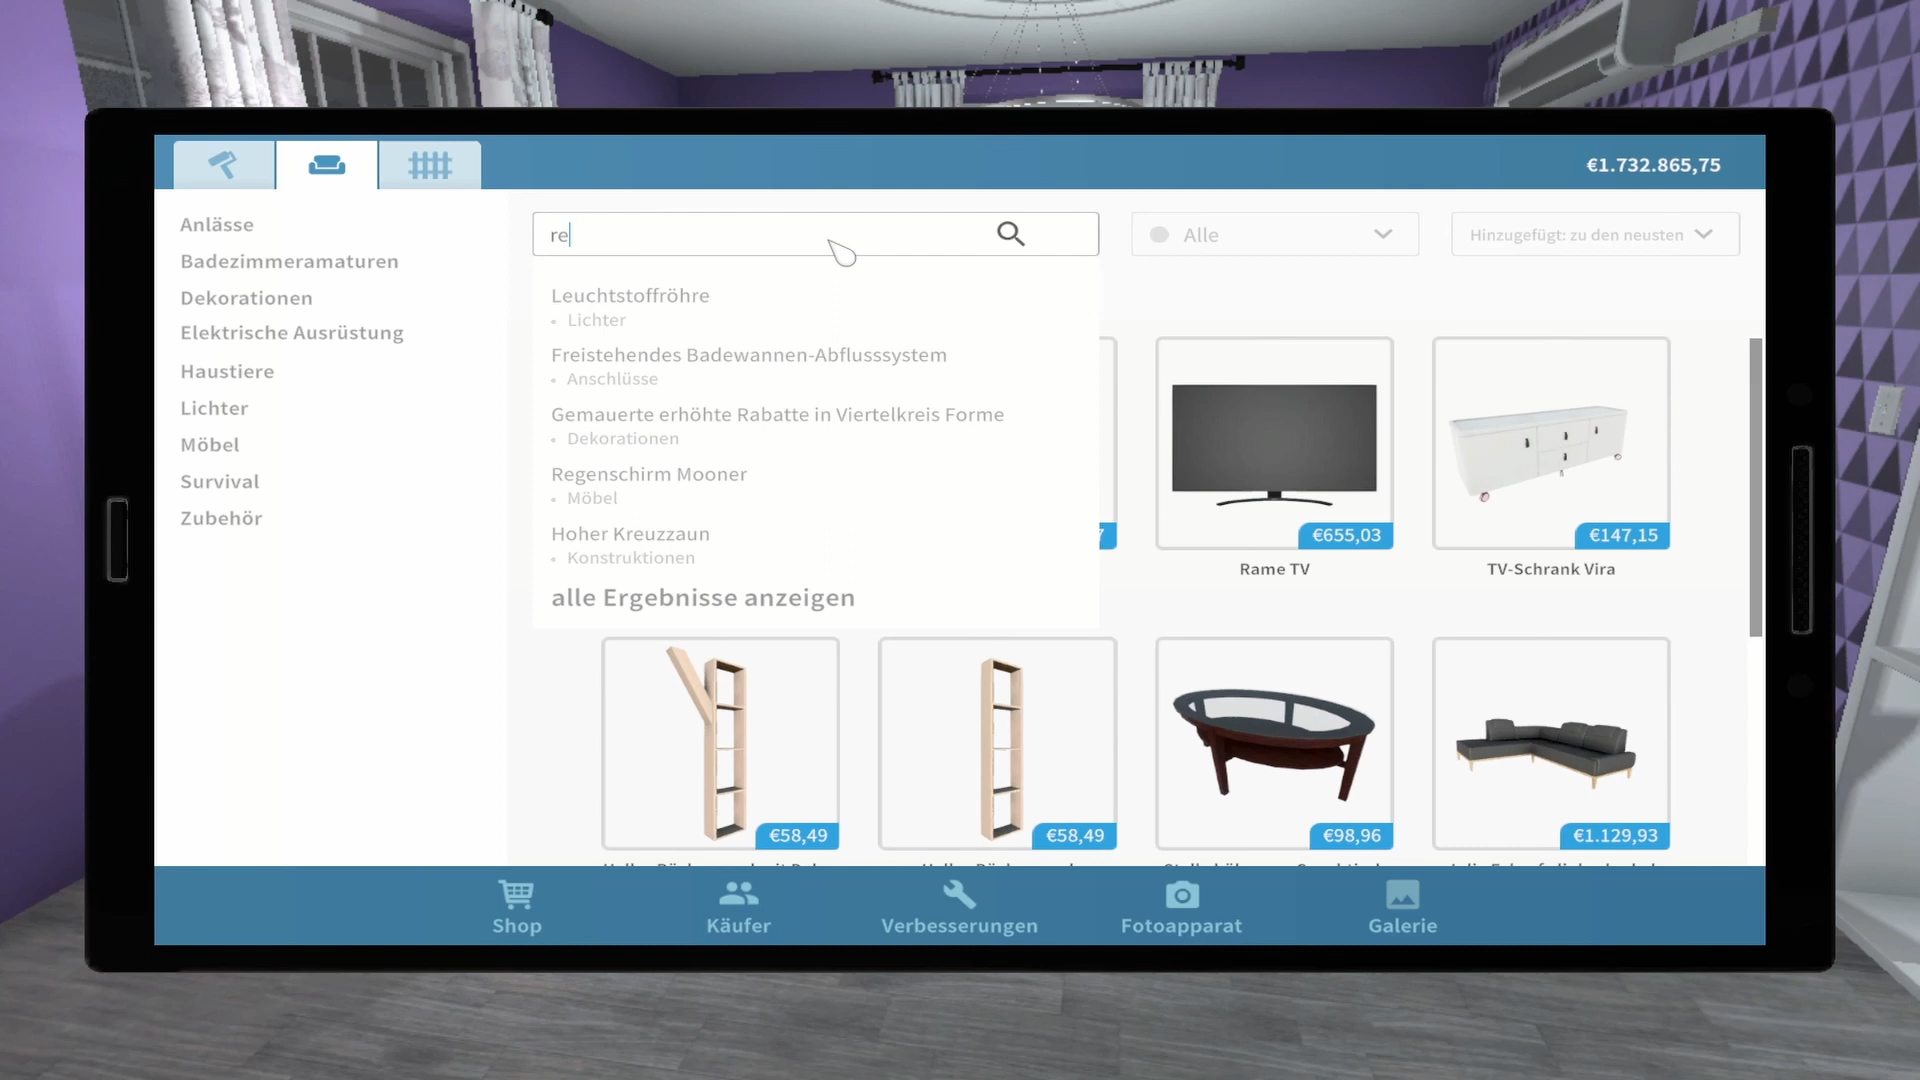 €1.732.865,75
Anlässe
Badezimmeramaturen
Dekorationen
Elektrische Ausrüstung
Haustiere
Lichter
Möbel
Survival
Zubehör
re
Alle
Hinzugefügt: zu den neusten
Leuchtstoffröhre
• Lichter
Freistehendes Badewannen-Abflusssystem
• Anschlüsse
Gemauerte erhöhte Rabatte in Viertelkreis Forme
• Dekorationen
Regenschirm Mooner
• Möbel
Hoher Kreuzzaun
• Konstruktionen
alle Ergebnisse anzeigen
7
€655,03
Rame TV
€147,15
TV-Schrank Vira
€58,49
€58,49
€98,96
€1.129,93
Shop
Käufer
Verbesserungen
Fotoapparat
Galerie